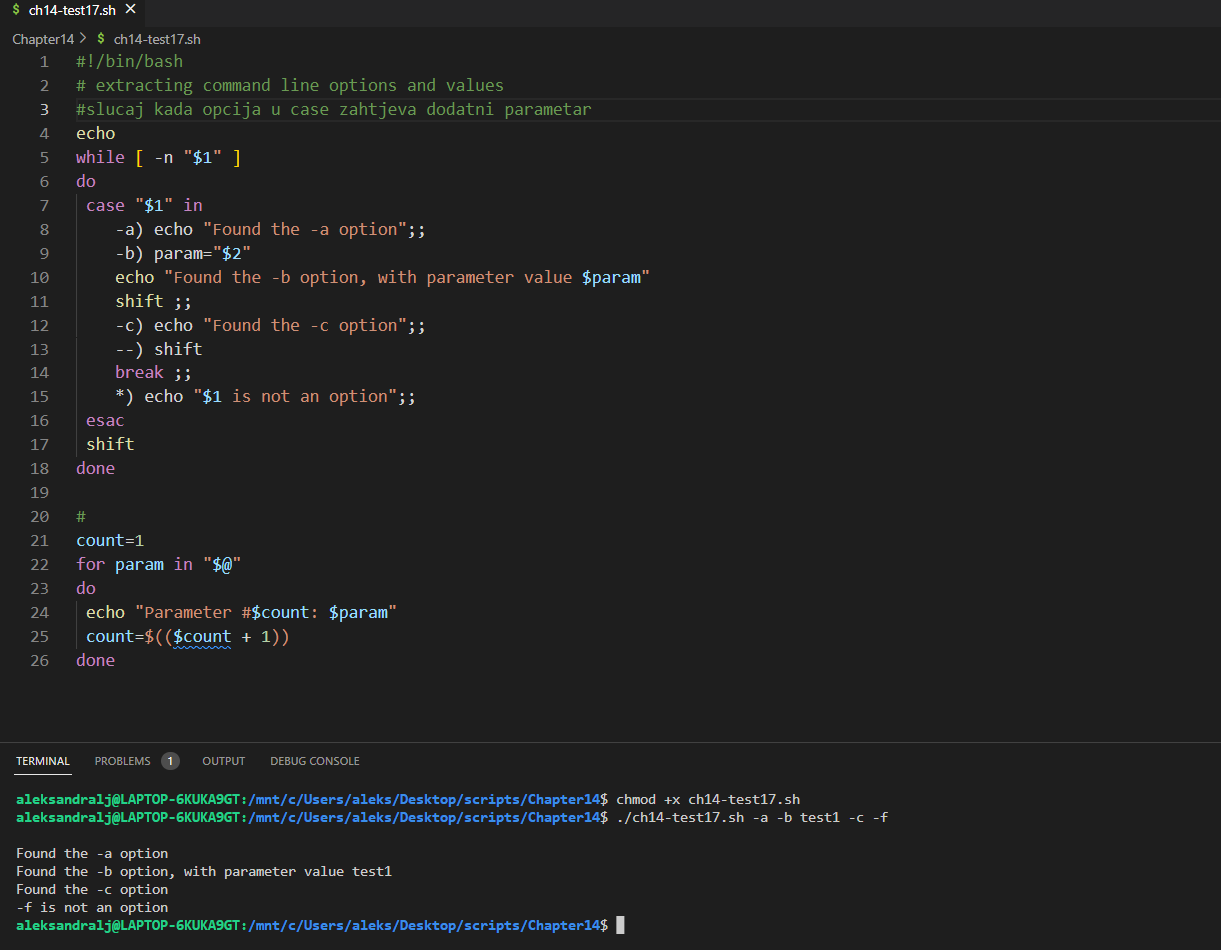 $ ch14-test17.sh ×
Chapter14 > $ ch14-test17.sh
1 #!/bin/bash
2 # extracting command line options and values
3 #slucaj kada opcija u case zahtjeva dodatni parametar
4 echo
5 while [ -n "$1" ]
6 do
7  case "$1" in
8     -a) echo "Found the -a option";;
9     -b) param="$2"
10     echo "Found the -b option, with parameter value $param"
11     shift ;;
12     -c) echo "Found the -c option";;
13     --) shift
14     break ;;
15     *) echo "$1 is not an option";;
16  esac
17  shift
18 done
19
20 #
21 count=1
22 for param in "$@"
23 do
24  echo "Parameter #$count: $param"
25  count=$(($count + 1))
26 done
TERMINAL PROBLEMS 1 OUTPUT DEBUG CONSOLE
aleksandralj@LAPTOP-6KUKA9GT:/mnt/c/Users/aleks/Desktop/scripts/Chapter14$ chmod +x ch14-test17.sh
aleksandralj@LAPTOP-6KUKA9GT:/mnt/c/Users/aleks/Desktop/scripts/Chapter14$ ./ch14-test17.sh -a -b test1 -c -f
Found the -a option
Found the -b option, with parameter value test1
Found the -c option
-f is not an option
aleksandralj@LAPTOP-6KUKA9GT:/mnt/c/Users/aleks/Desktop/scripts/Chapter14$